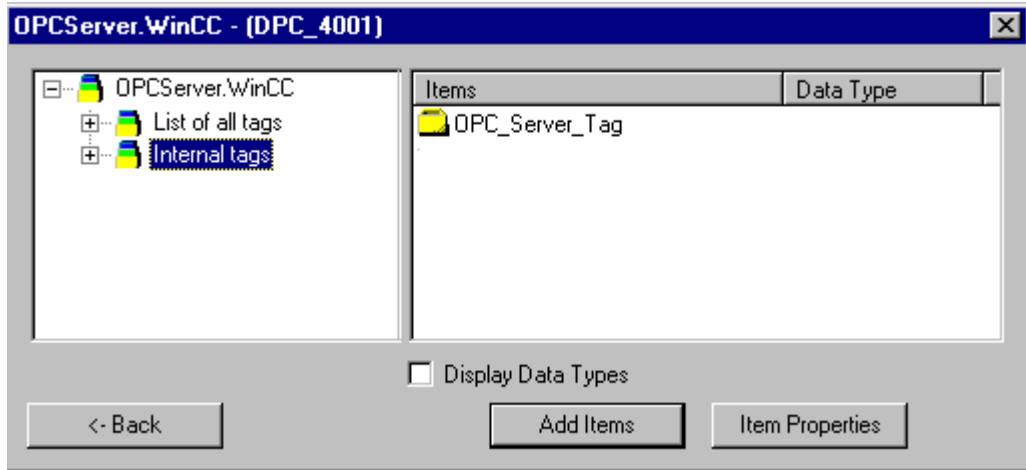 OPCServer.WinCC - (DPC_4001)
OPCServer.WinCC
List of all tags
Internal tags
Items Data Type
OPC_Server_Tag
Display Data Types
<- Back Add Items Item Properties